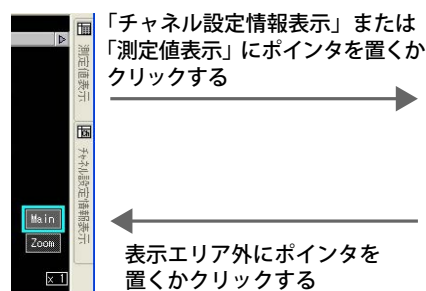 「チャネル設定情報表示」または
「測定値表示」にポインタを置くか
クリックする
測定値表示
チャネル設定情報表示
Main
Zoom
x 1
表示エリア外にポインタを
置くかクリックする